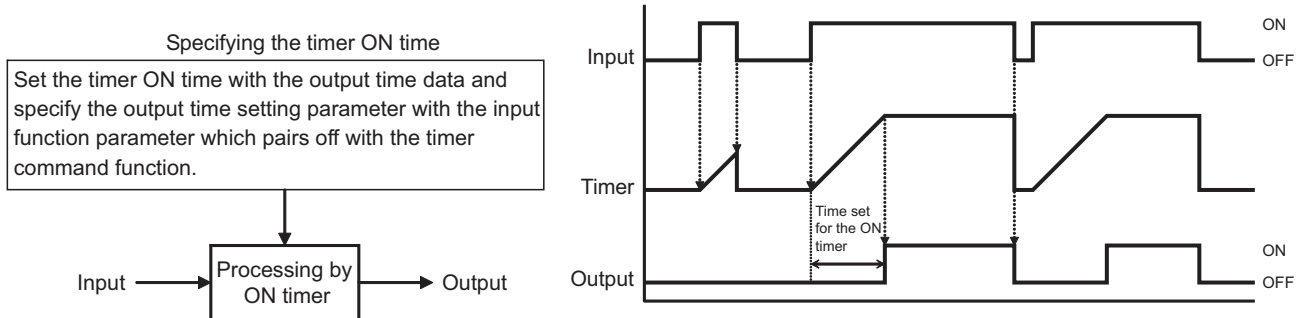 Specifying the timer ON time
Set the timer ON time with the output time data and
specify the output time setting parameter with the input
function parameter which pairs off with the timer
command function.
Input
Processing by
ON timer
Output
Input
ON
OFF
Timer
Time set
for the ON
timer
Output
ON
OFF